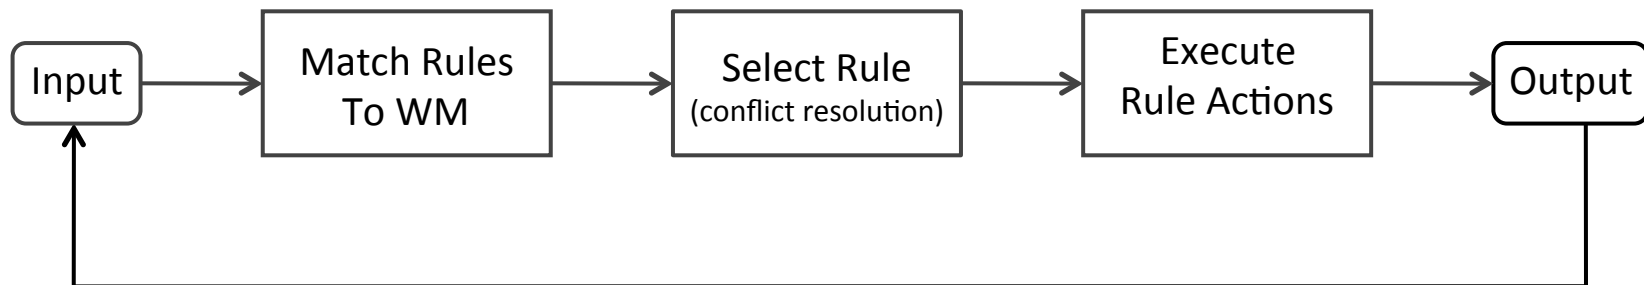 Input
Match Rules
To WM
Select Rule
(conflict resolution)
Execute
Rule Actions
Output